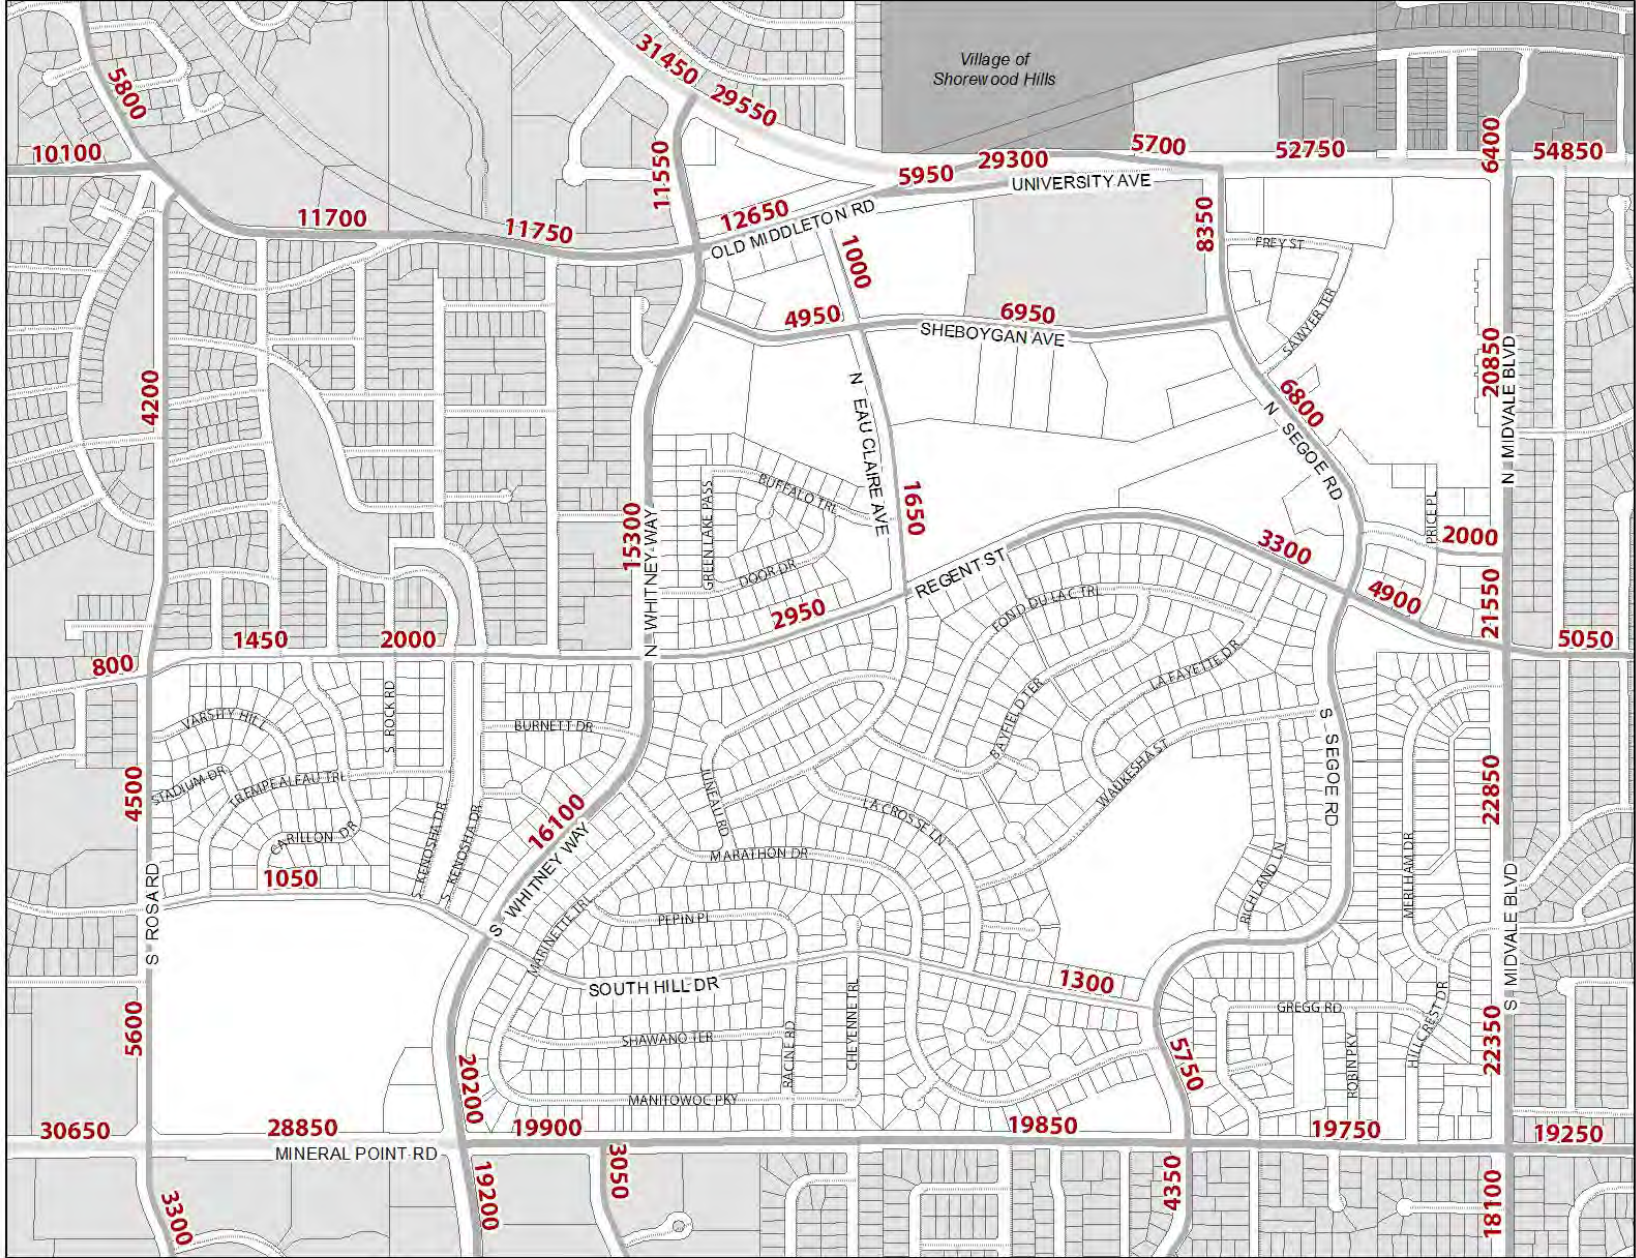 31450
Village of
Shorewood Hills
5800
29550
10100
5700
52750
6400
54850
29300
5950
11550
UNIVERSITY AVE
11700
12650
11750
OLD MIDDLETON RD
8350
1000
FREY ST
4950
6950
SHEBOYGAN AVE
SAWYER TER
20850
4200
6800
N MIDVALE BLVD
N EAU CLAIRE AVE
N SEGOE RD
BUFFALO TRL
GREEN LAKE PASS
1650
PRICE PL
2000
15300
N WHITNEY WAY
3300
DOOR DR
REGENT ST
4900
21550
FOND DU LAC TRL
2950
1450
2000
5050
800
LA FAYETTE DR
BAYFIELD TER
S ROCK RD
VARSITY HILL
BURNETT DR
S SEGOE RD
WAUKESHA ST
STADIUM DR
TREMPEALEAU TRL
4500
JUNEAU RD
22850
LA CROSSE LN
16100
CARILLON DR
S KENOSHA DR
S KENOSHA DR
MARATHON DR
1050
S WHITNEY WAY
RICHLAND LN
MERLHAM DR
S ROSA RD
MARINETTE TRL
PEPIN PL
S MIDVALE BLVD
SOUTH HILL DR
1300
CHEYENNE TRL
GREGG RD
HILLCREST DR
5600
22350
SHAWANO TER
RACINE RD
5750
ROBIN PKY
20200
MANITOWOC PKY
30650
28850
19900
19850
19750
19250
MINERAL POINT RD
3050
4350
19200
18100
3300